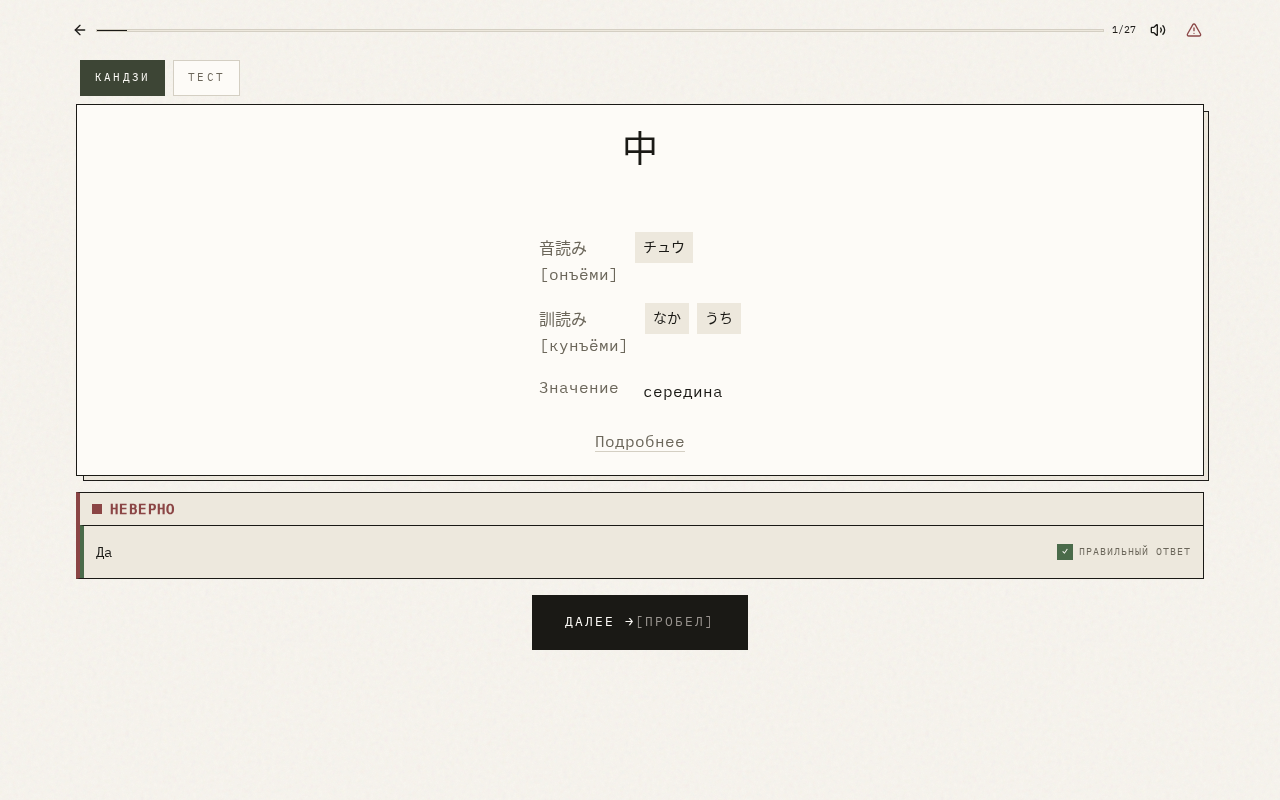 1/27
КАНДЗИ
ТЕСТ
中
音読み
チュウ
[онъёми]
訓読み
なか うち
[кунъёми]
Значение
середина
Подробнее
НЕВЕРНО
Да
ПРАВИЛЬНЫЙ ОТВЕТ
ДАЛЕЕ →[ПРОБЕЛ]